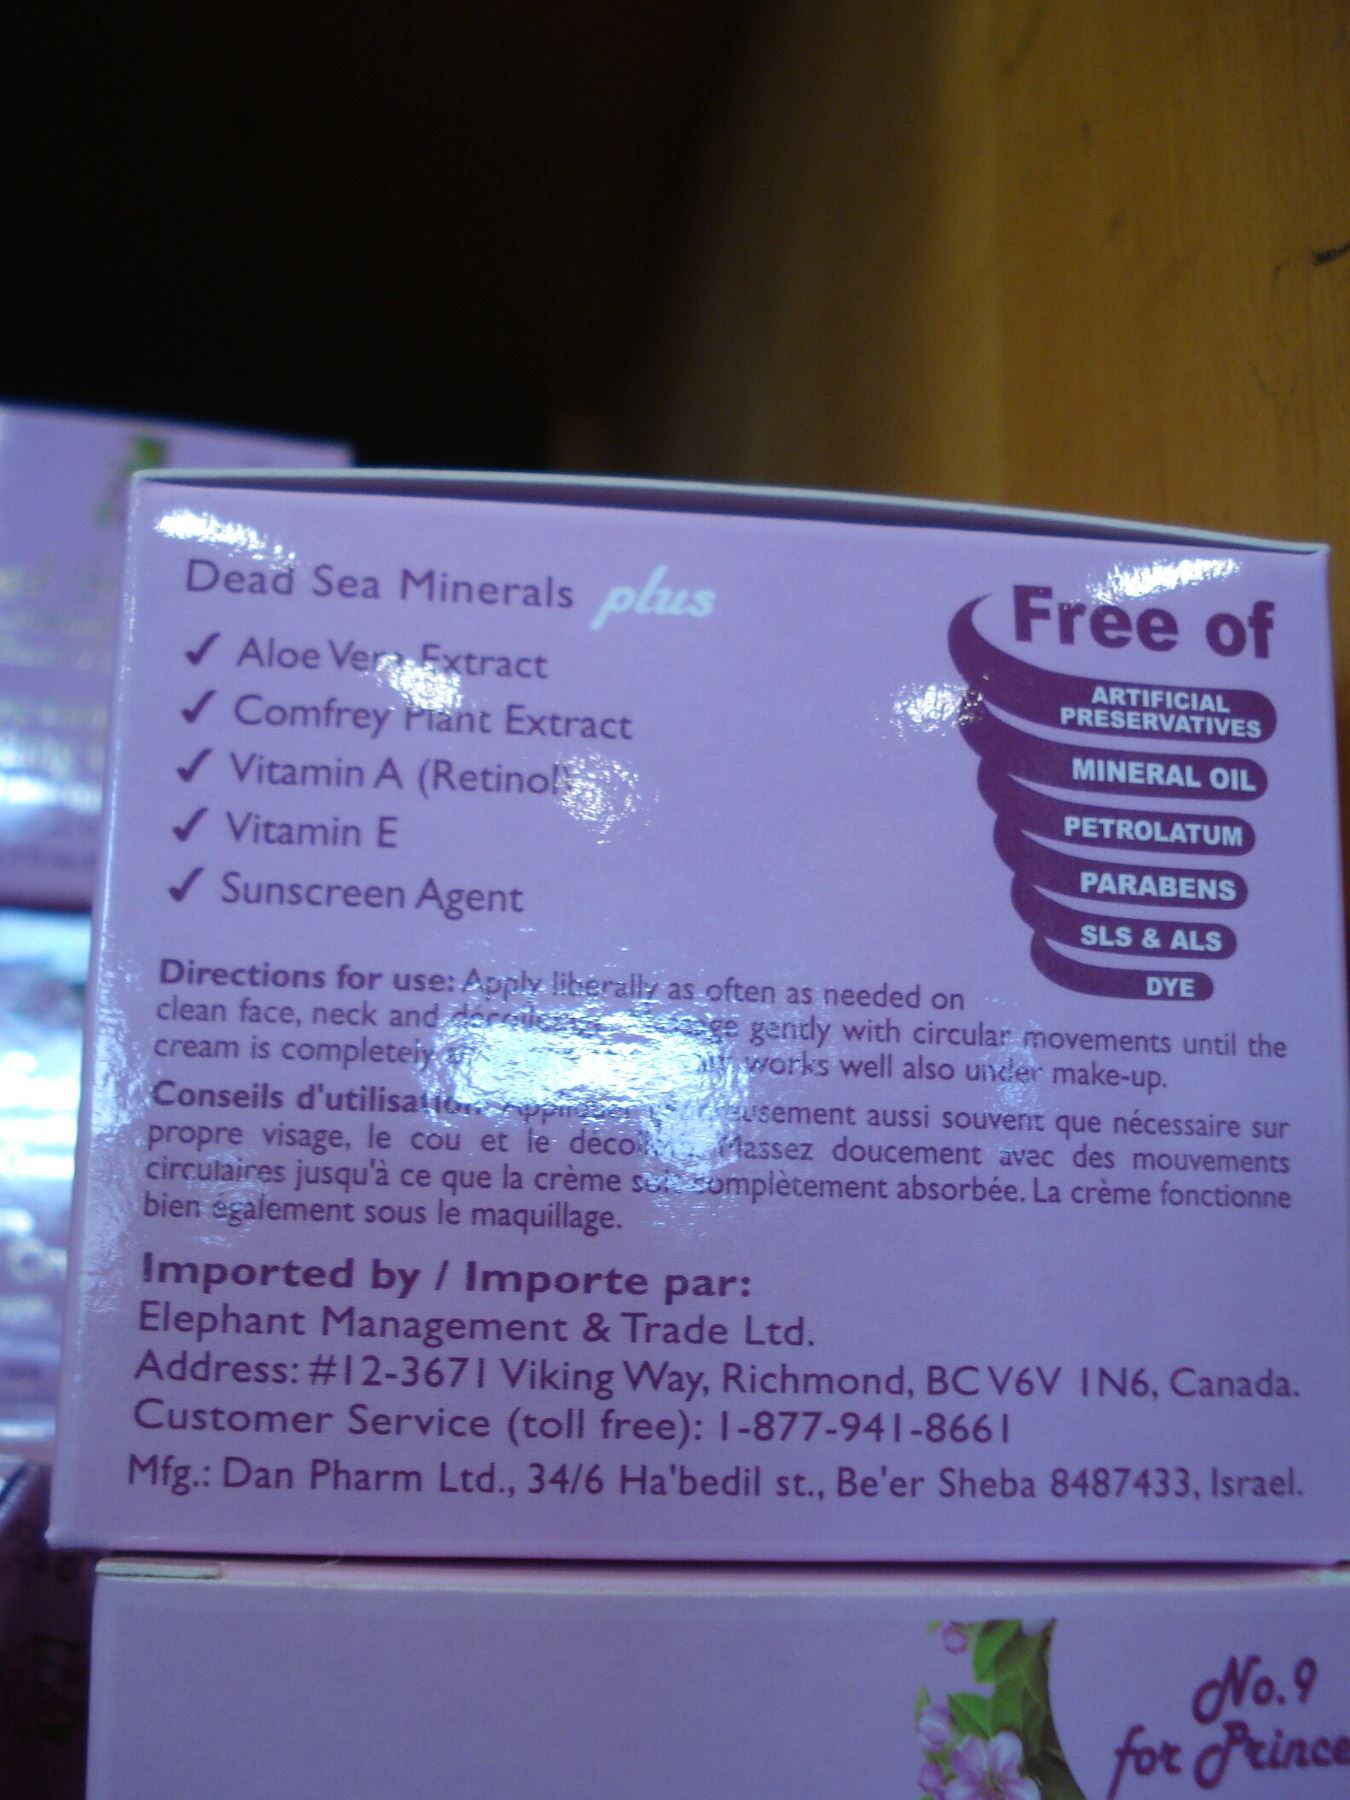 Dead Sea Minerals plus
✓ Aloe Vera Extract
✓ Comfrey Plant Extract
✓ Vitamin A (Retinol)
✓ Vitamin E
✓ Sunscreen Agent
Free of
ARTIFICIAL
PRESERVATIVES
MINERAL OIL
PETROLATUM
PARABENS
SLS & ALS
DYE
Directions for use: Apply liberally as often as needed on
clean face, neck and gently with circular movements until the
cream is completely works well also under make-up.
Conseils d'utilisation: Appliquer aussi souvent que nécessaire sur
propre visage, le cou et le Massez doucement avec des mouvements
circulaires jusqu'à ce que la crème soit complètement absorbée. La crème fonctionne
bien également sous le maquillage.
Imported by / Importe par:
Elephant Management & Trade Ltd.
Address: #12-3671 Viking Way, Richmond, BC V6V 1N6, Canada.
Customer Service (toll free): 1-877-941-8661
Mfg.: Dan Pharm Ltd., 34/6 Ha'bedil st., Be'er Sheba 8487433, Israel.
No.9
for